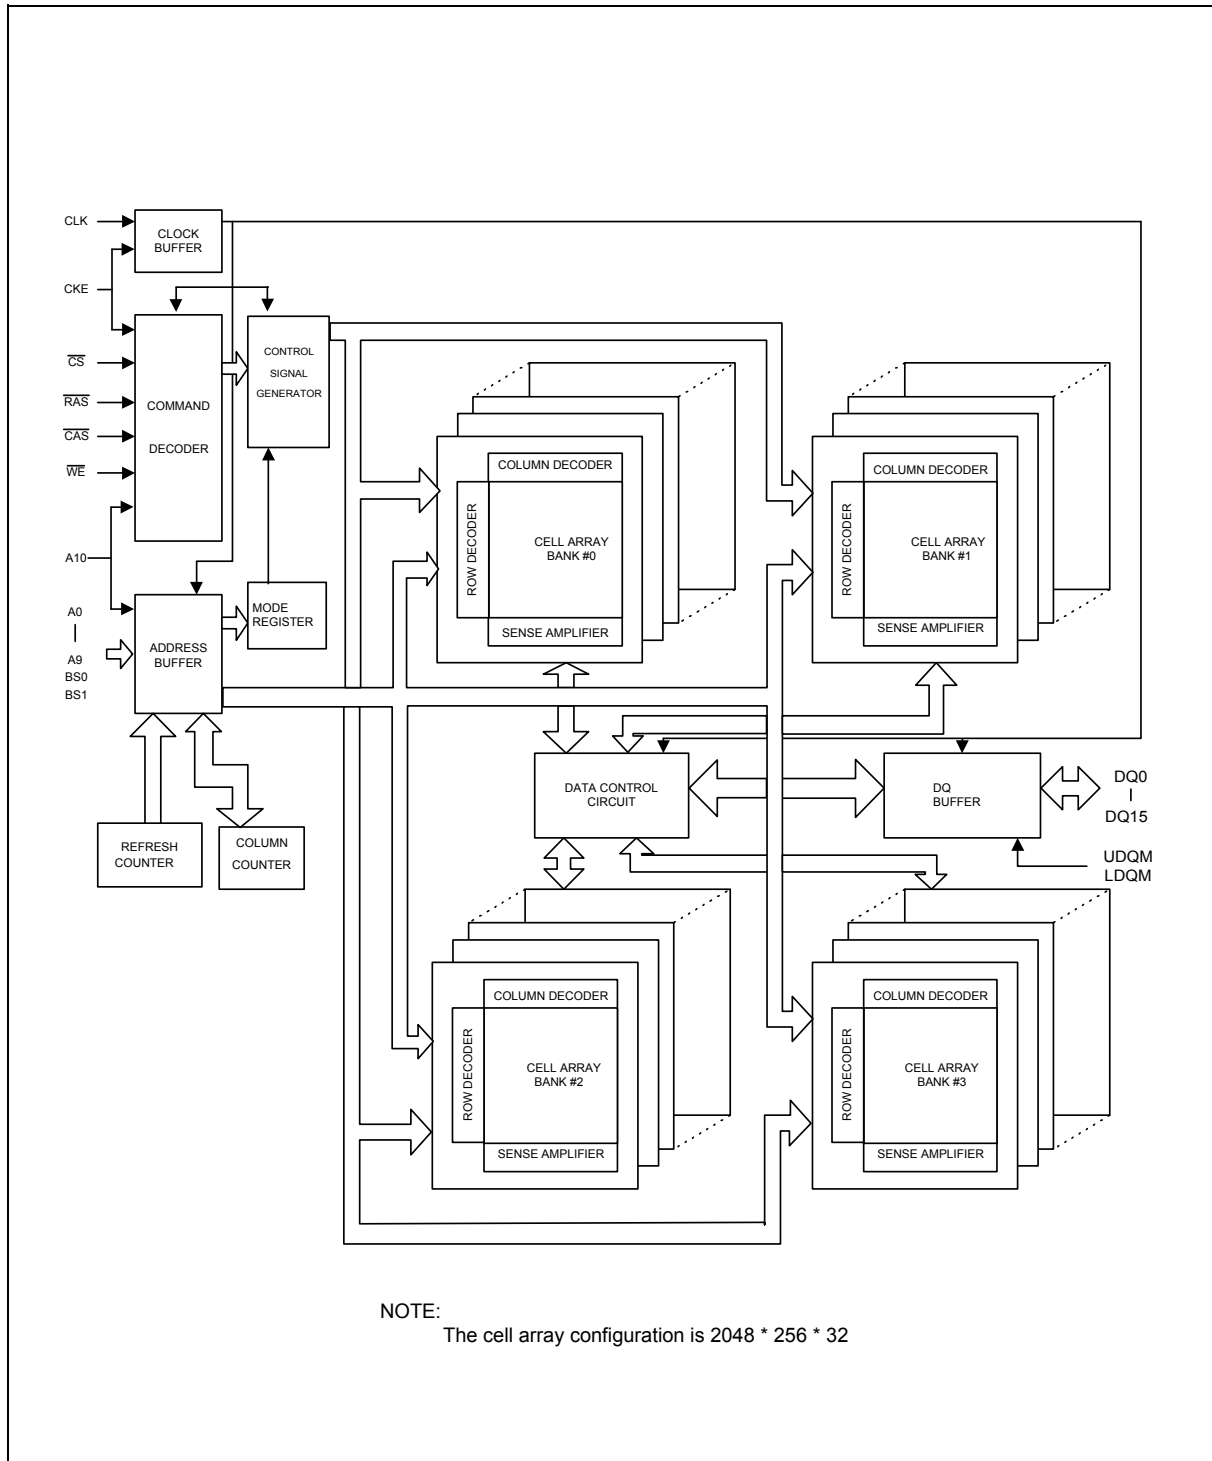 CLK
CLOCK
BUFFER
CKE
CONTROL
SIGNAL
GENERATOR
CS
RAS
CAS
WE
COMMAND
DECODER
A10
A0
A9
BS0
BS1
ADDRESS
BUFFER
MODE
REGISTER
REFRESH
COUNTER
COLUMN
COUNTER
COLUMN DECODER
ROW DECODER
CELL ARRAY
BANK #0
SENSE AMPLIFIER
COLUMN DECODER
ROW DECODER
CELL ARRAY
BANK #1
SENSE AMPLIFIER
DATA CONTROL
CIRCUIT
DQ
BUFFER
DQ0
DQ15
UDQM
LDQM
COLUMN DECODER
ROW DECODER
CELL ARRAY
BANK #2
SENSE AMPLIFIER
COLUMN DECODER
ROW DECODER
CELL ARRAY
BANK #3
SENSE AMPLIFIER
NOTE:
The cell array configuration is 2048 * 256 * 32